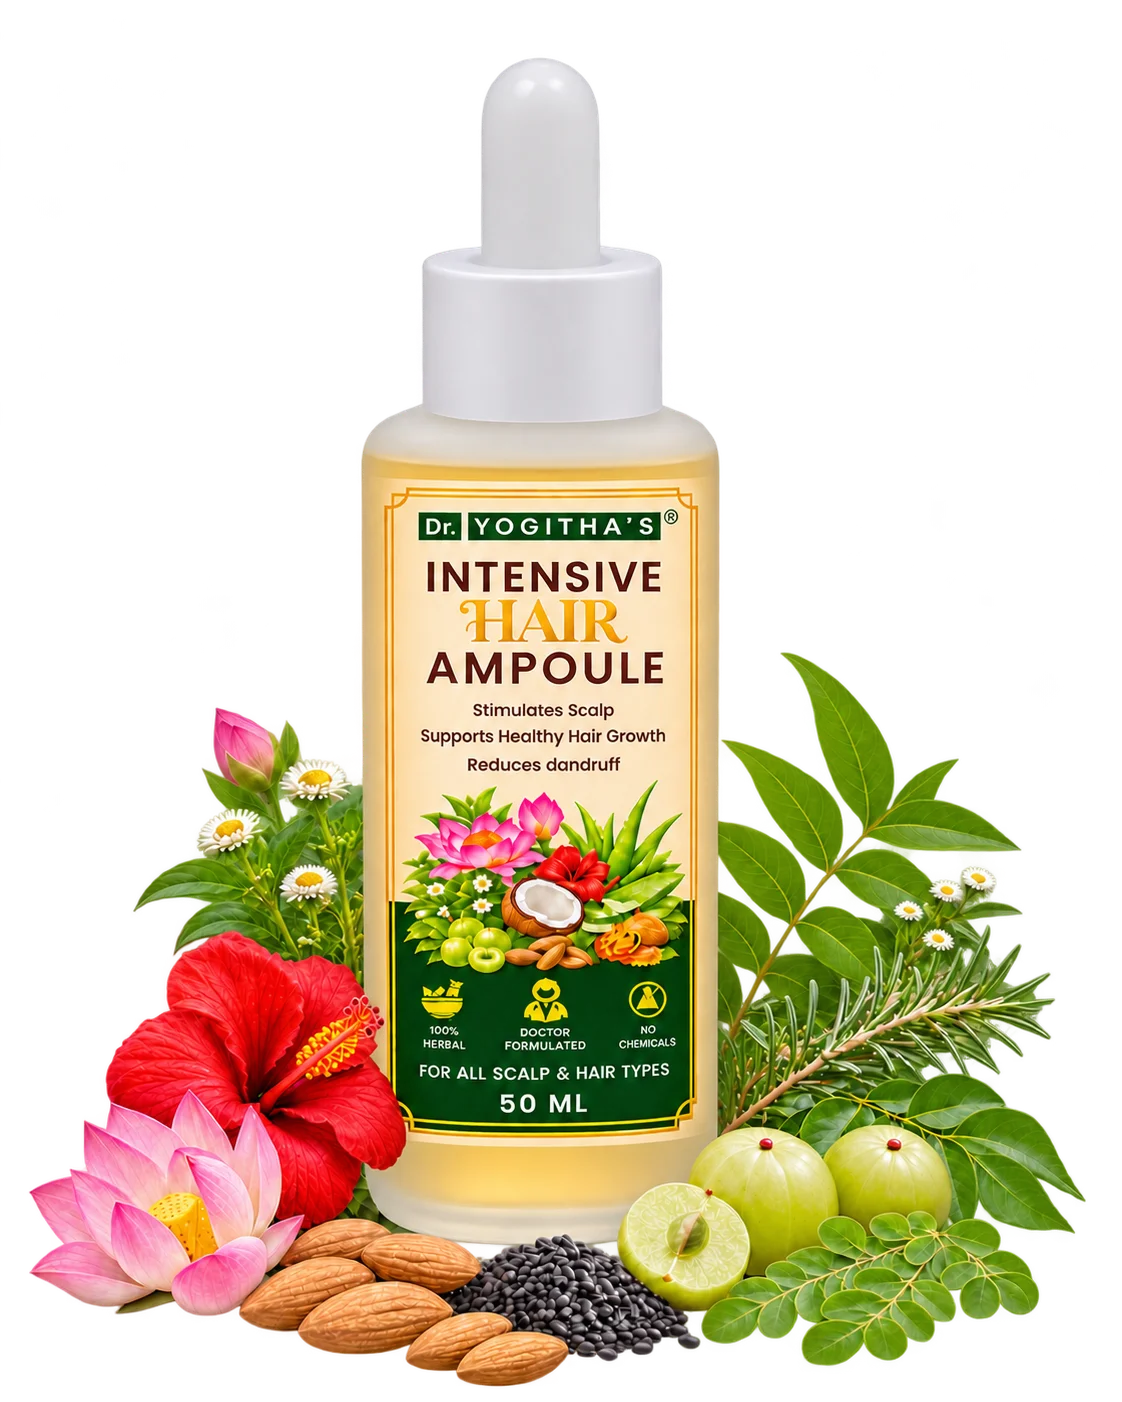 Dr. YOGITHA'S®
INTENSIVE
HAIR
AMPOULE
Stimulates Scalp
Supports Healthy Hair Growth
Reduces dandruff
100%
HERBAL
DOCTOR
FORMULATED
NO
CHEMICALS
FOR ALL SCALP & HAIR TYPES
50 ML